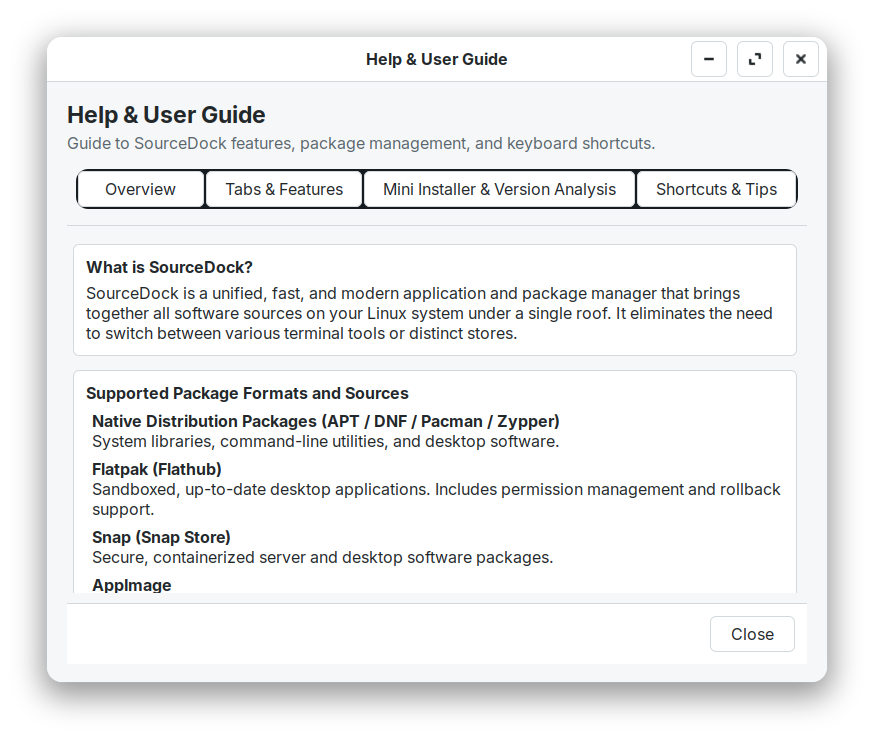 Help & User Guide
Help & User Guide
Guide to SourceDock features, package management, and keyboard shortcuts.
Overview
Tabs & Features
Mini Installer & Version Analysis
Shortcuts & Tips
What is SourceDock?
SourceDock is a unified, fast, and modern application and package manager that brings
together all software sources on your Linux system under a single roof. It eliminates the need
to switch between various terminal tools or distinct stores.
Supported Package Formats and Sources
Native Distribution Packages (APT / DNF / Pacman / Zypper)
System libraries, command-line utilities, and desktop software.
Flatpak (Flathub)
Sandboxed, up-to-date desktop applications. Includes permission management and rollback
support.
Snap (Snap Store)
Secure, containerized server and desktop software packages.
AppImage
Close